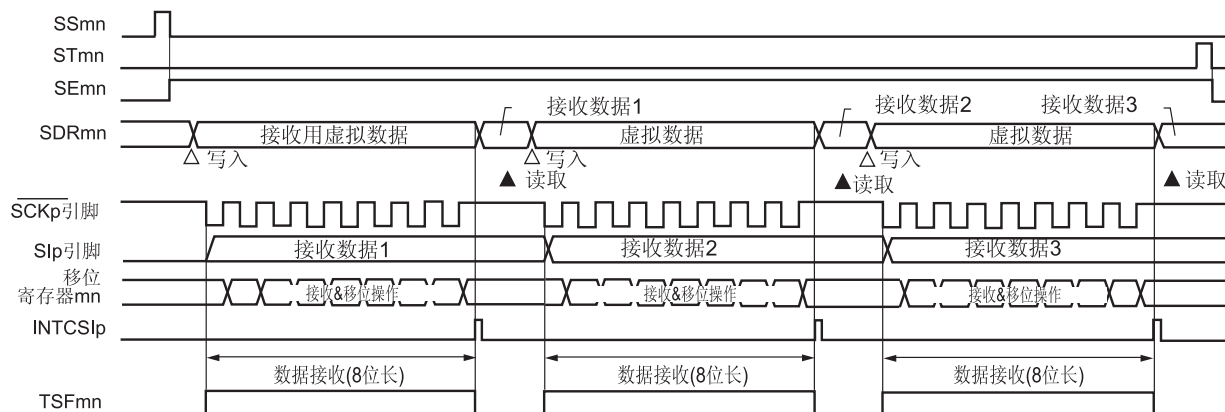 SSmn
STmn
SEmn
接收数据1
接收数据2
接收数据3
SDRmn
接收用虚拟数据
虚拟数据
虚拟数据
△ 写入
△ 写入
△ 写入
▲ 读取
▲读取
▲ 读取
SCKp引脚
SIp引脚
接收数据1
接收数据2
接收数据3
移位
寄存器mn
接收&移位操作
接收&移位操作
接收&移位操作
INTCSIp
数据接收(8位长)
数据接收(8位长)
数据接收(8位长)
TSFmn